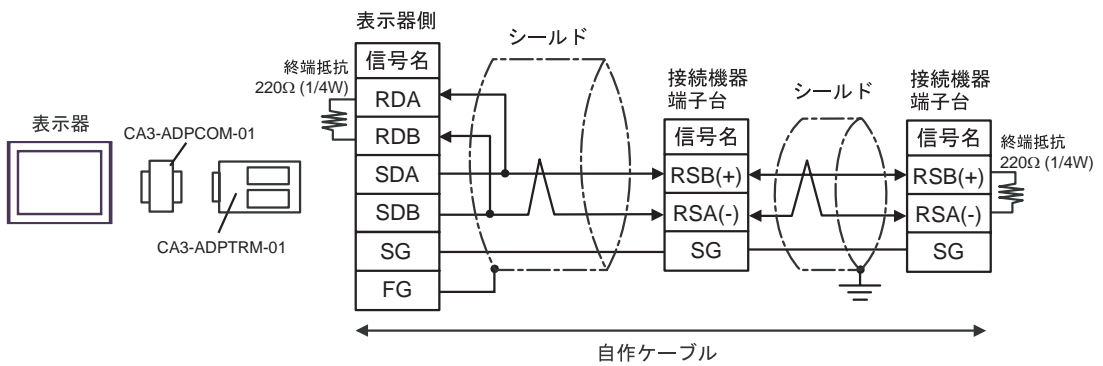 表示器
CA3-ADPCOM-01
CA3-ADPTRM-01
終端抵抗
220Ω (1/4W)
表示器側
信号名
RDA
RDB
SDA
SDB
SG
FG
シールド
接続機器
端子台
信号名
RSB(+)
RSA(-)
SG
シールド
接続機器
端子台
信号名
RSB(+)
RSA(-)
SG
終端抵抗
220Ω (1/4W)
自作ケーブル